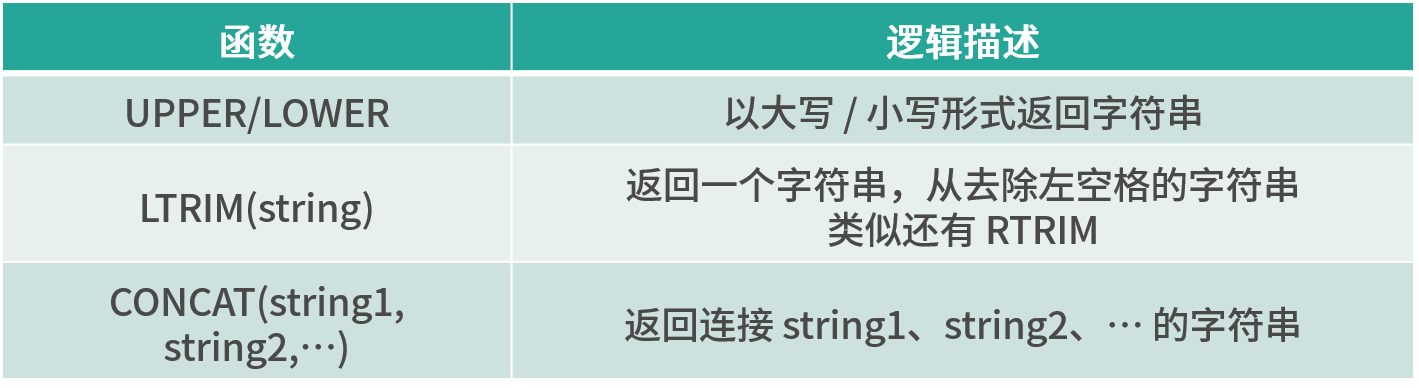 函数
逻辑描述
UPPER/LOWER
以大写 / 小写形式返回字符串
LTRIM(string)
返回一个字符串，从去除左空格的字符串
类似还有 RTRIM
CONCAT(string1,
string2,…)
返回连接 string1、string2、… 的字符串